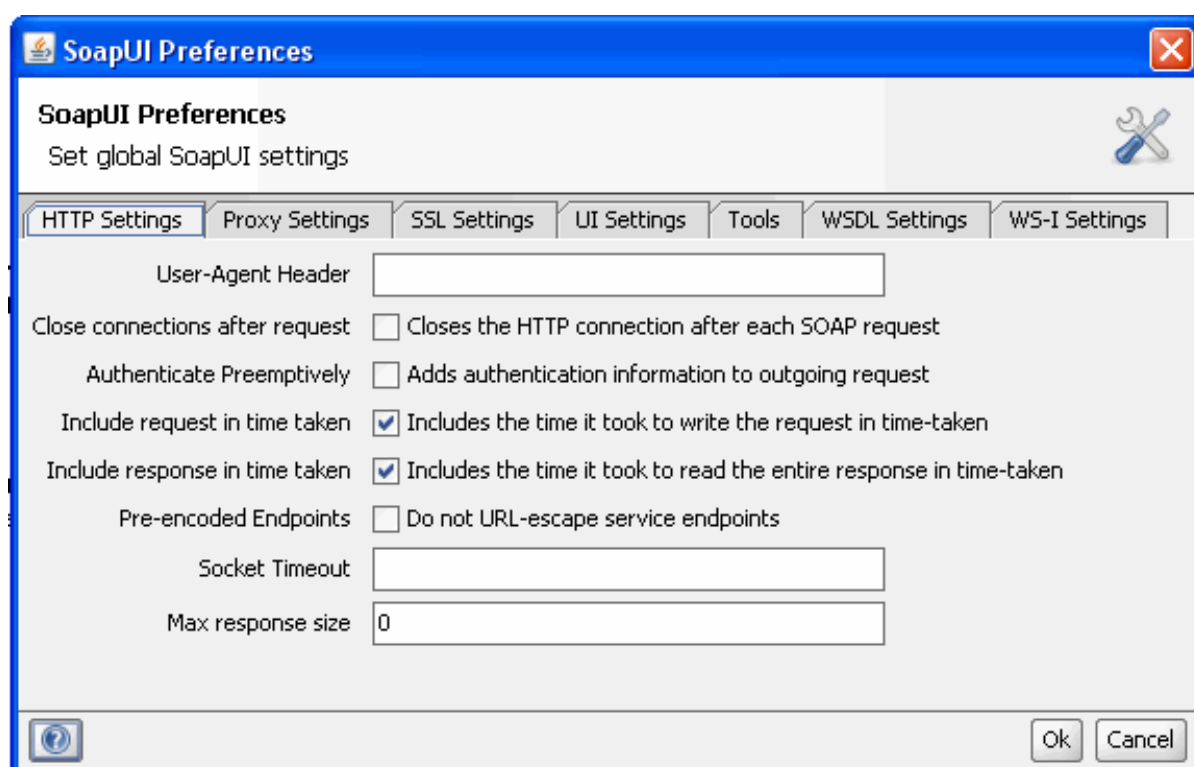 SoapUI Preferences
SoapUI Preferences
Set global SoapUI settings
HTTP Settings Proxy Settings SSL Settings UI Settings Tools WSDL Settings WS-I Settings
User-Agent Header
Close connections after request Closes the HTTP connection after each SOAP request
Authenticate Preemptively Adds authentication information to outgoing request
Include request in time taken Includes the time it took to write the request in time-taken
Include response in time taken Includes the time it took to read the entire response in time-taken
Pre-encoded Endpoints Do not URL-escape service endpoints
Socket Timeout
Max response size 0
Ok Cancel